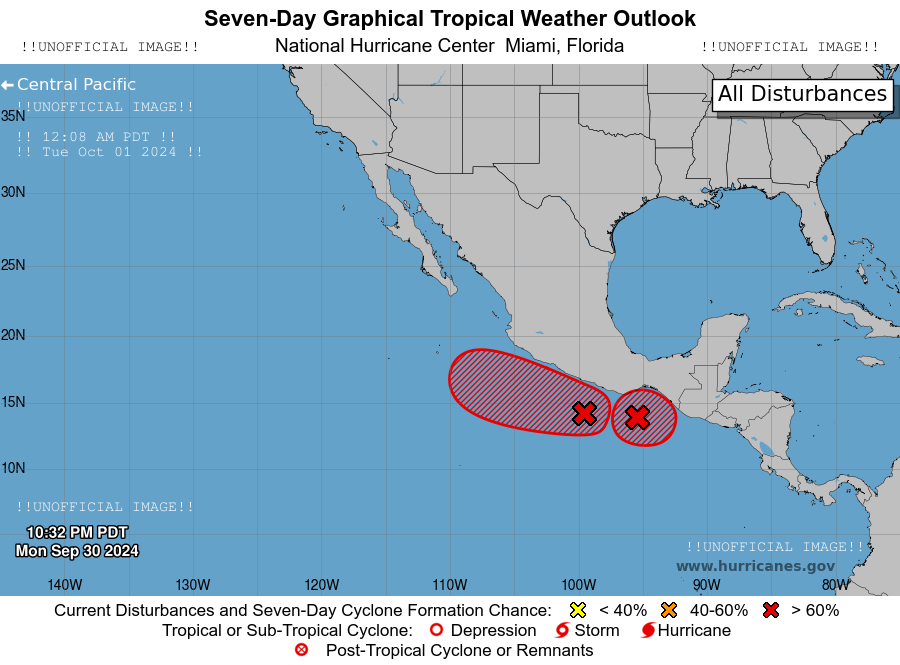 Seven-Day Graphical Tropical Weather Outlook
!!UNOFFICIAL IMAGE!! National Hurricane Center Miami, Florida !!UNOFFICIAL IMAGE!!
Central Pacific
All Disturbances
!!UNOFFICIAL IMAGE!!
35N
!! 12:08 AM PDT !!
!! Tue Oct 01 2024 !!
30N
25N
20N
15N
10N
!!UNOFFICIAL IMAGE!!
10:32 PM PDT
Mon Sep 30 2024
!!UNOFFICIAL IMAGE!!
www.hurricanes.gov
140W 130W 120W 110W 100W 90W 80W
Current Disturbances and Seven-Day Cyclone Formation Chance: < 40% 40-60% > 60%
Tropical or Sub-Tropical Cyclone: Depression Storm Hurricane
Post-Tropical Cyclone or Remnants